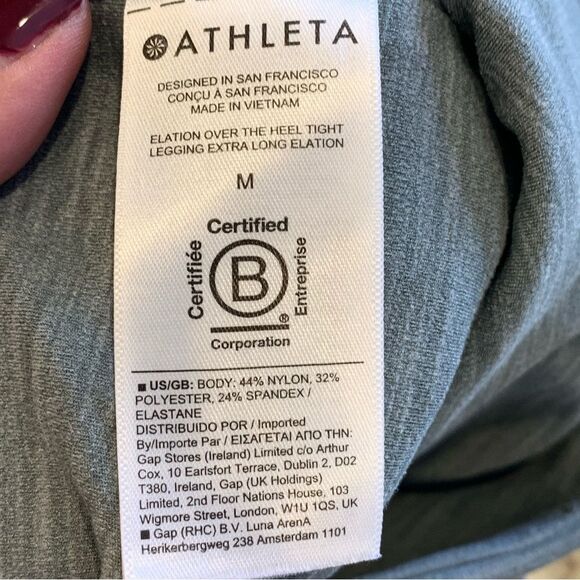 ATHLETA
DESIGNED IN SAN FRANCISCO
CONÇU À SAN FRANCISCO
MADE IN VIETNAM
ELATION OVER THE HEEL TIGHT
LEGGING EXTRA LONG ELATION
M
Certified
Certifiée
B
Entreprise
®
Corporation
■ US/GB: BODY: 44% NYLON, 32%
POLYESTER, 24% SPANDEX /
ELASTANE
DISTRIBUIDO POR / Imported
By/Importe Par / ΕΙΣΑΓΕΤΑΙ ΑΠΟ ΤΗΝ:
Gap Stores (Ireland) Limited c/o Arthur
Cox, 10 Earlsfort Terrace, Dublin 2, D02
T380, Ireland, Gap (UK Holdings)
Limited, 2nd Floor Nations House, 103
Wigmore Street, London, W1U 1QS, UK
■ Gap (RHC) B.V. Luna ArenA
Herikerbergweg 238 Amsterdam 1101